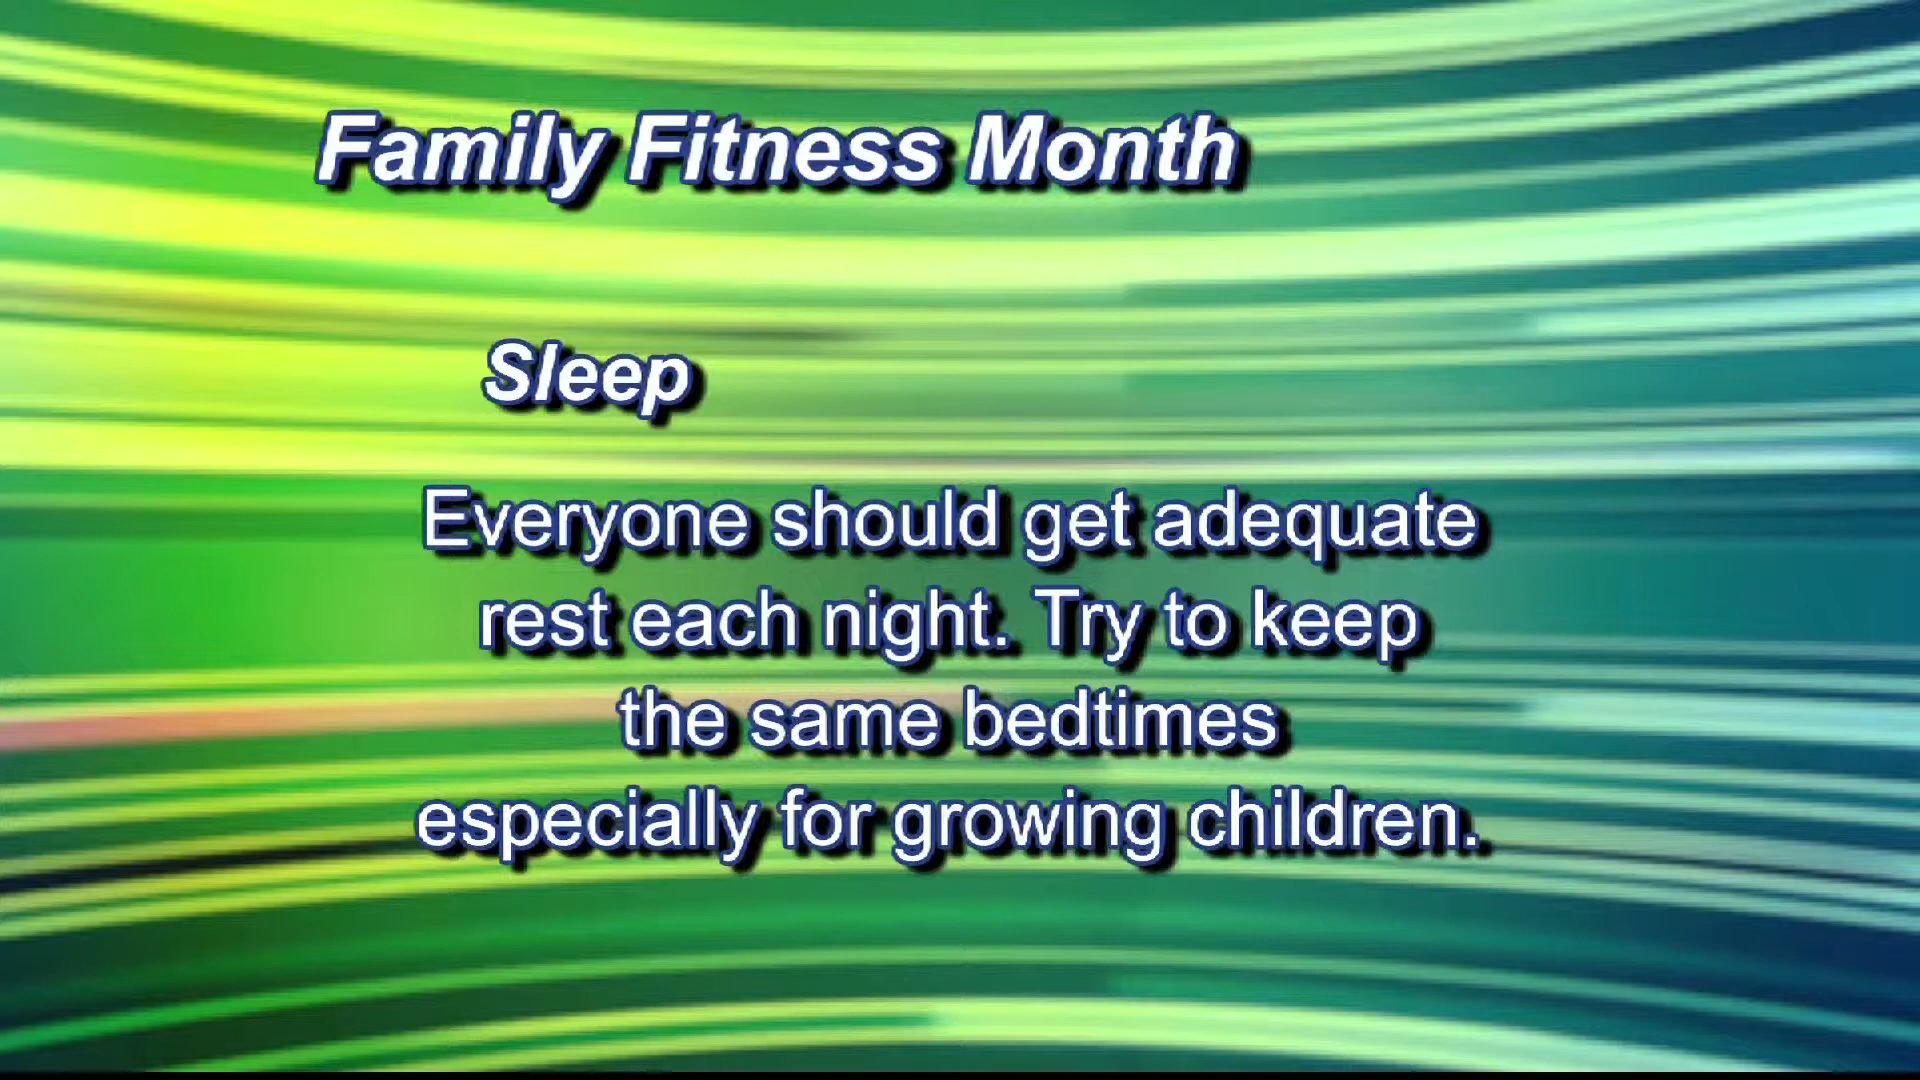 Family Fitness Month
Sleep
Everyone should get adequate
rest each night. Try to keep
the same bedtimes
especially for growing children.